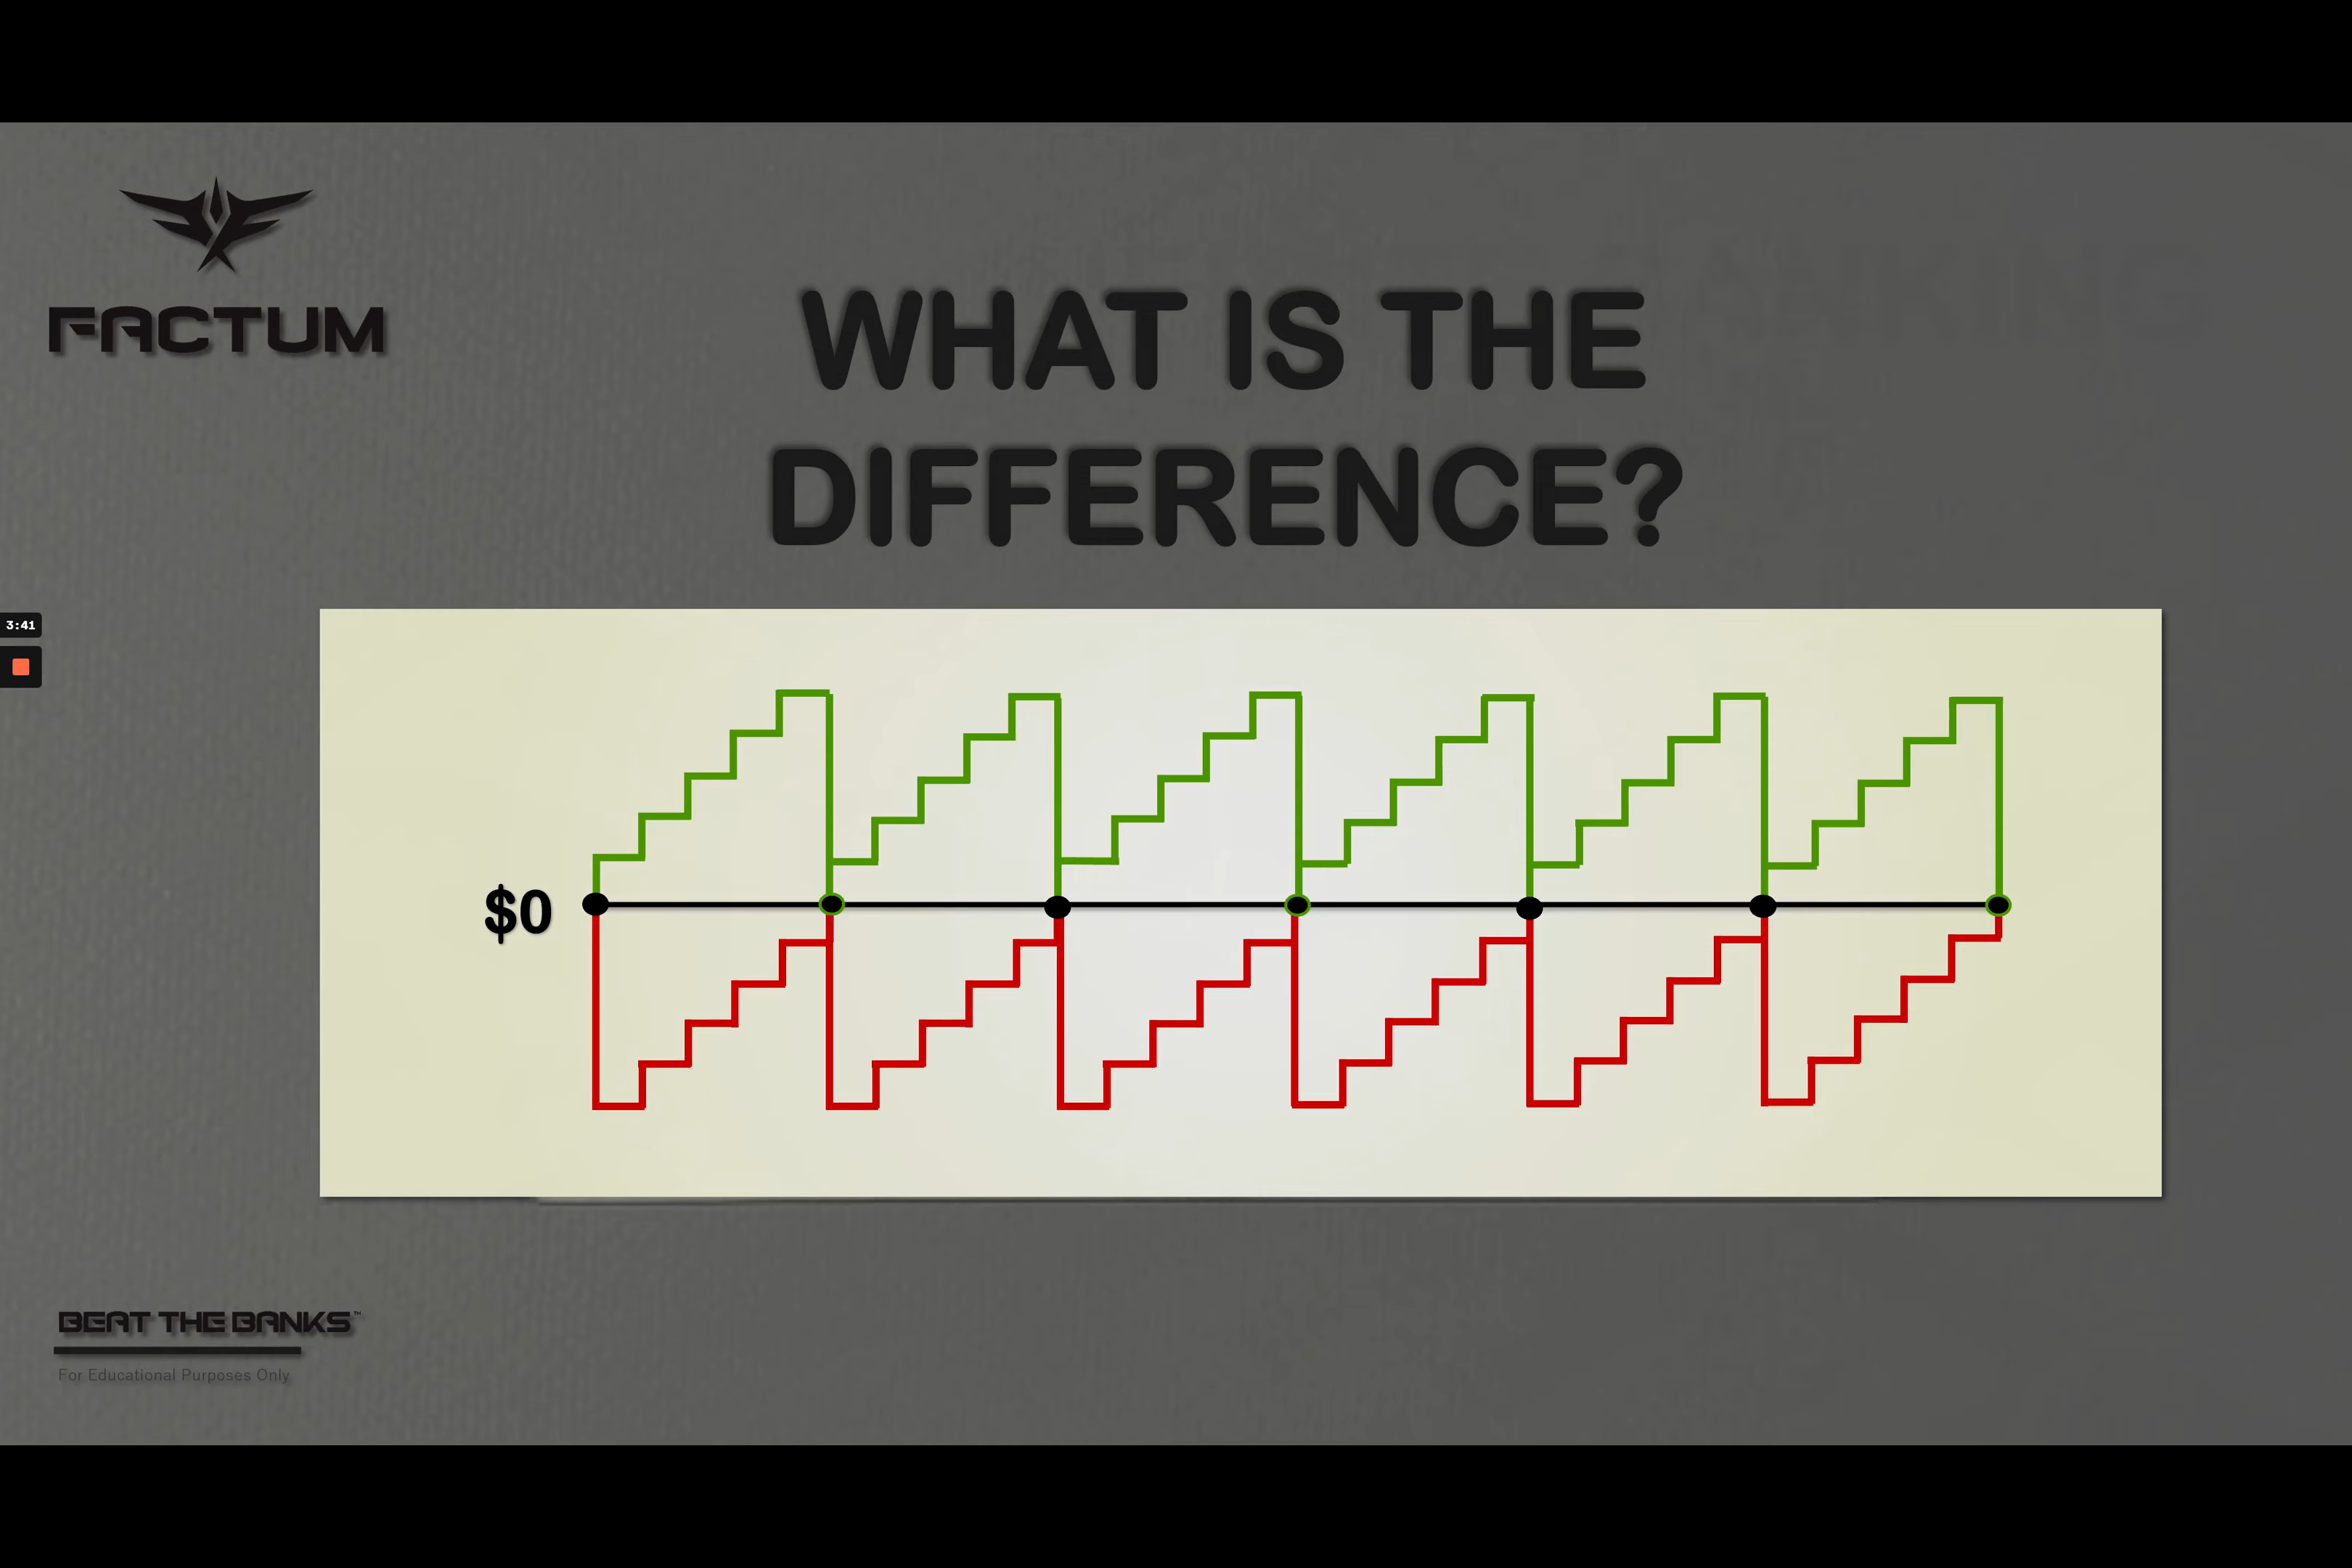 FACTUM
WHAT IS THE
DIFFERENCE?
3:41
$0
BEAT THE BANKS™
For Educational Purposes Only